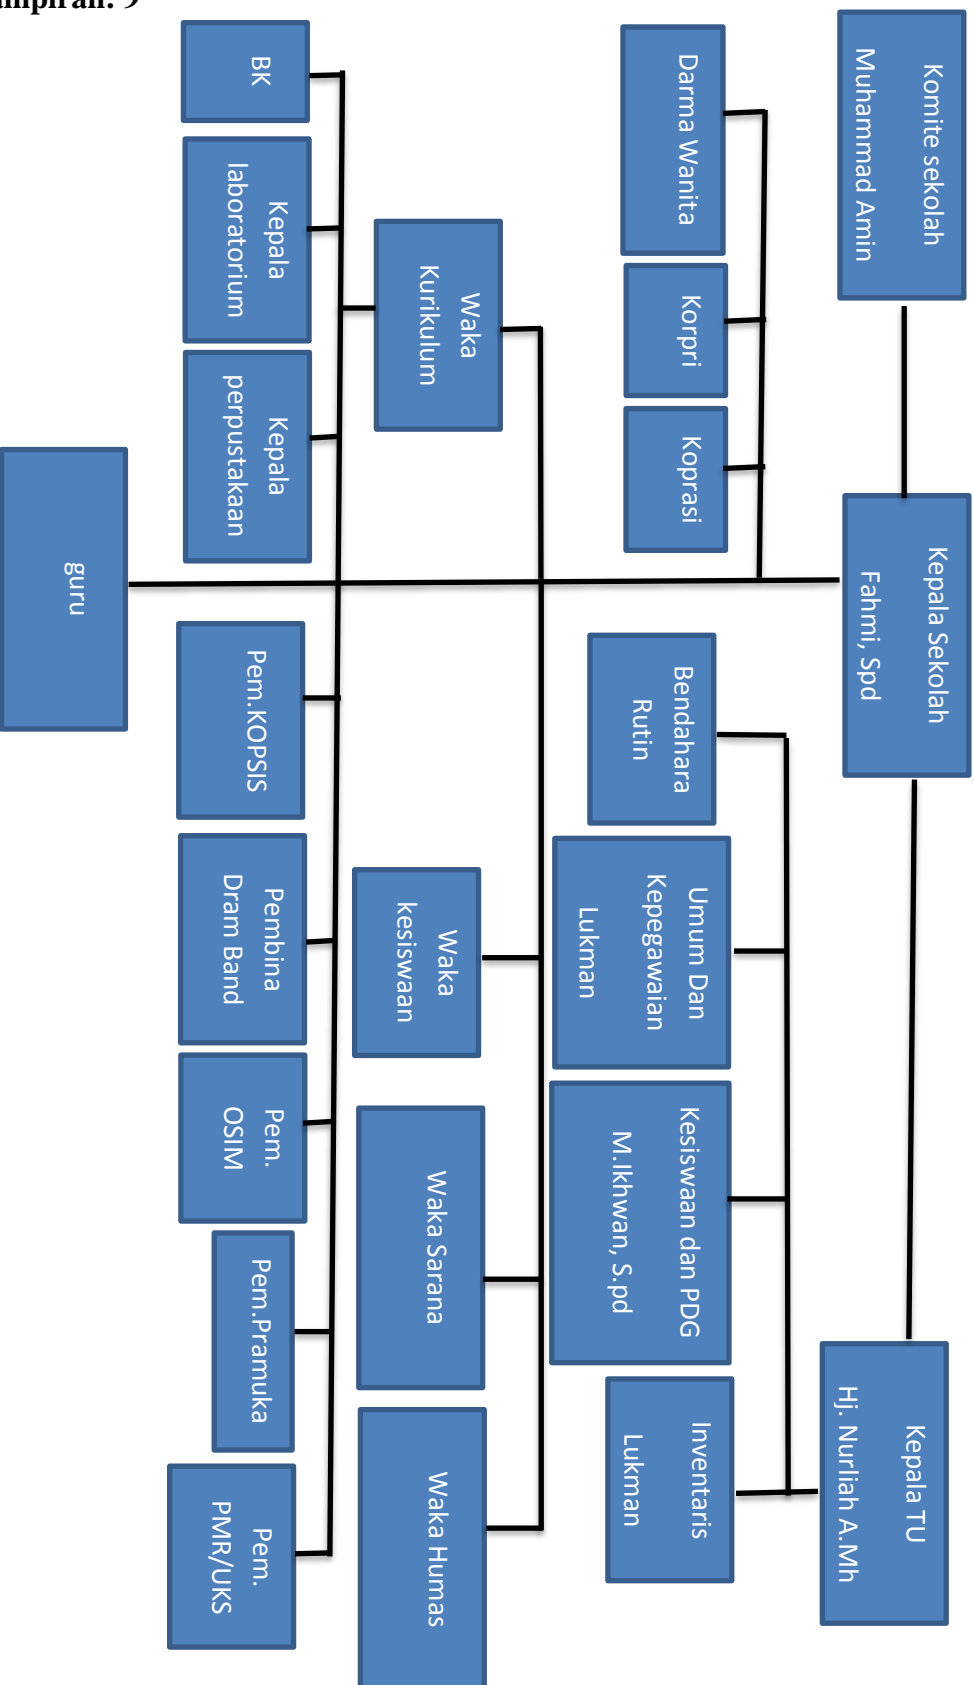 ampiran: 9
Komite sekolah
Muhammad Amin
Kepala Sekolah
Fahmi, Spd
Kepala TU
Hj. Nurliah A.Mh
Darma Wanita
Korpri
Koprasi
Bendahara
Rutin
Umum Dan
Kepegawaian
Lukman
Kesiswaan dan PDG
M.Ikhwan, S.pd
Inventaris
Lukman
Waka
Kurikulum
Waka
kesiswaan
Waka Sarana
Waka Humas
BK
Kepala
laboratorium
Kepala
perpustakaan
Pem.KOPSIS
Pembina
Dram Band
Pem.
OSIM
Pem.Pramuka
Pem.
PMR/UKS
guru